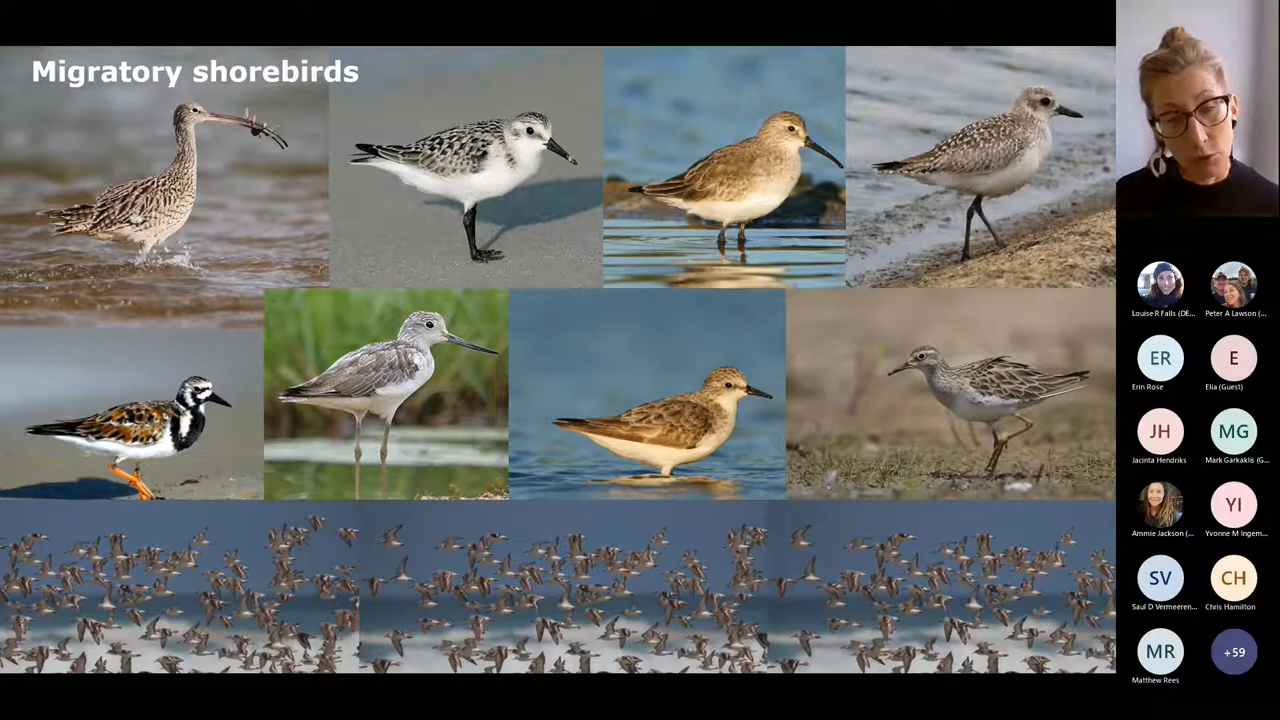 Migratory shorebirds
Louise R Falls (DE...
Peter A Lawson (...
ER
E
Erin Rose
Elia (Guest)
JH
MG
Jacinta Hendriks
Mark Garkaklis (G...
YI
Ammie Jackson (...
Yvonne M Ingem...
SV
CH
Saul D Vermeeren...
Chris Hamilton
MR
+59
Matthew Rees